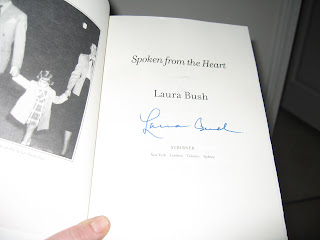 Spoken from the Heart
Laura Bush
Laura Bush
SCRIBNER
New York London Toronto Sydney